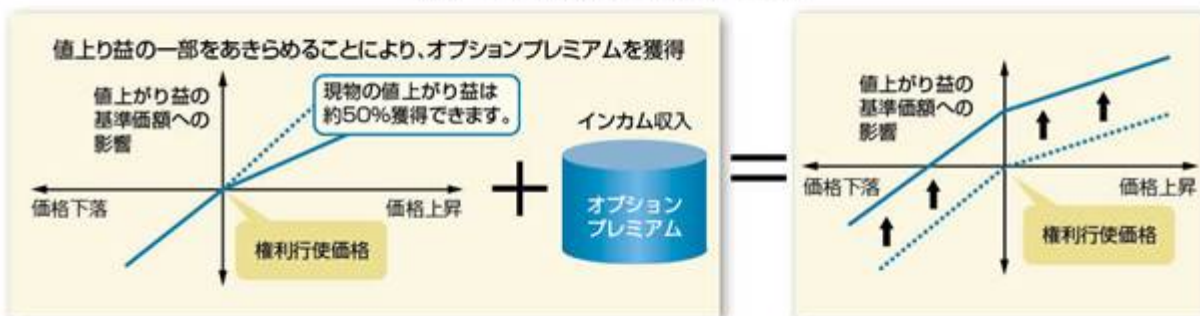 値上り益の一部をあきらめることにより、オプションプレミアムを獲得
値上がり益の
基準価額への
影響
現物の値上がり益は
約50%獲得できます。
価格下落
価格上昇
権利行使価格
+
インカム収入
オプション
プレミアム
=
値上がり益の
基準価額への
影響
価格下落
価格上昇
権利行使価格